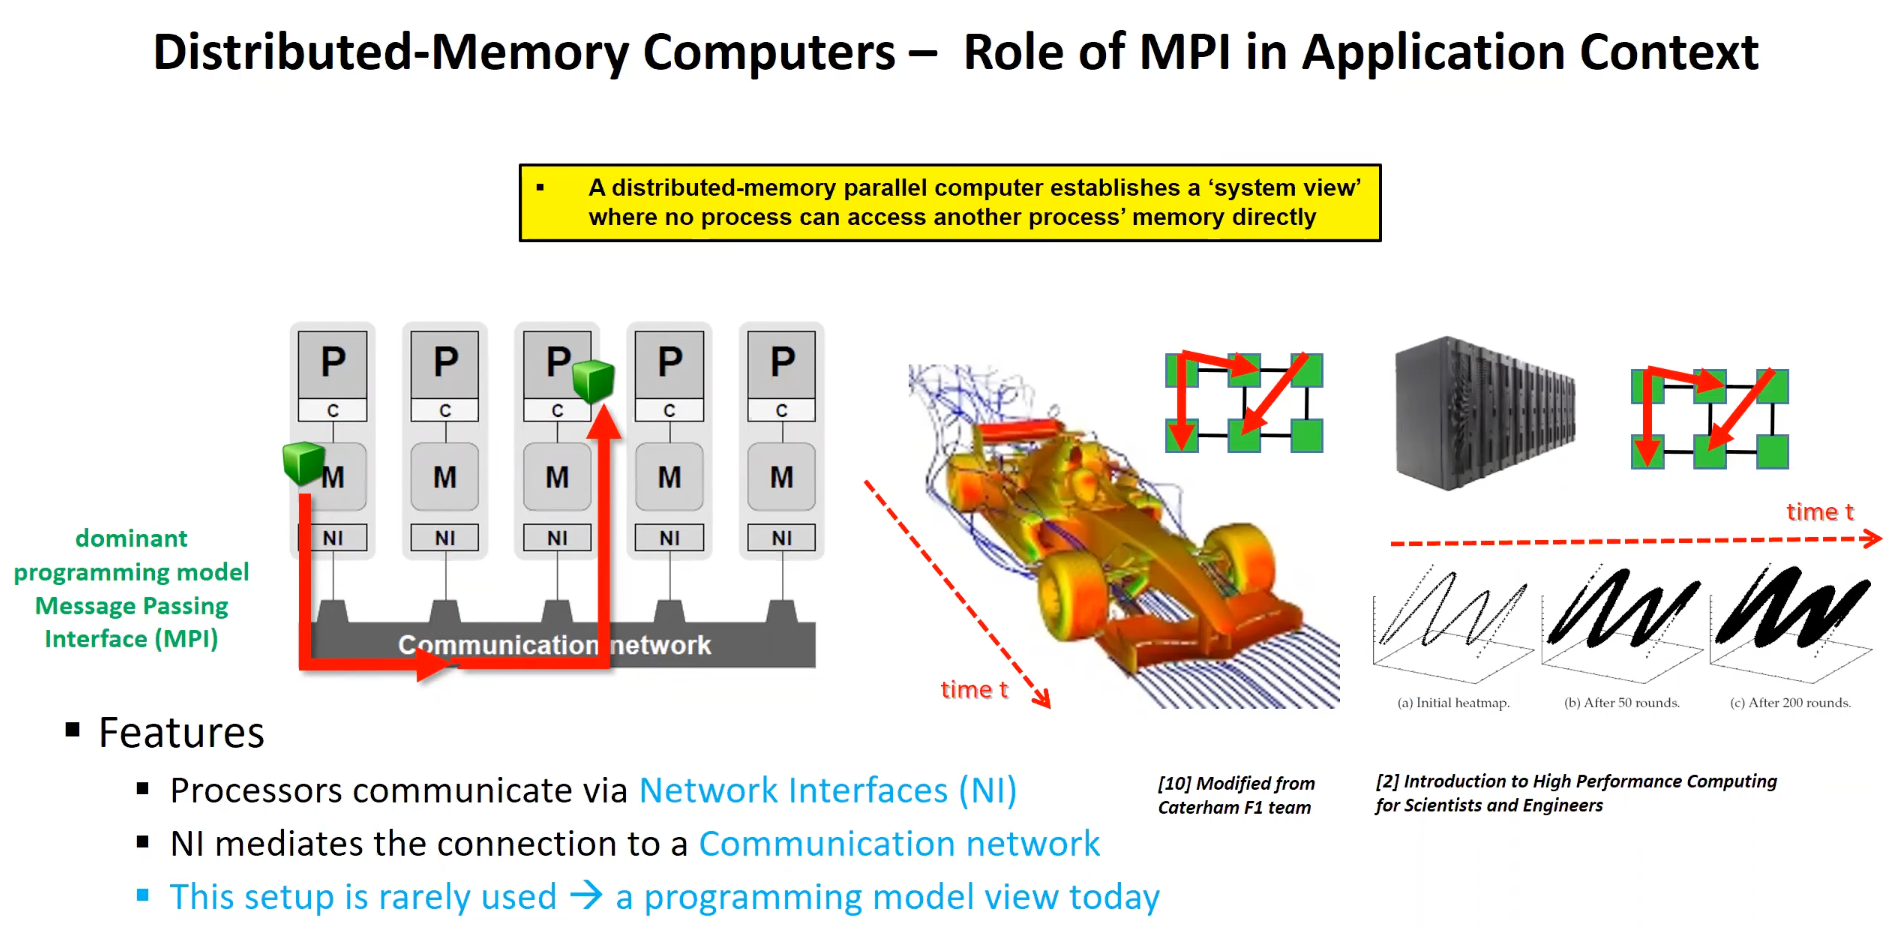 Distributed-Memory Computers – Role of MPI in Application Context
▪ A distributed-memory parallel computer establishes a ‘system view’
where no process can access another process’ memory directly
P P P P P
C C C C C
M M M M M
NI NI NI NI NI
Communication network
dominant
programming model
Message Passing
Interface (MPI)
time t
time t
(a) Initial heatmap. (b) After 50 rounds. (c) After 200 rounds.
▪ Features
▪ Processors communicate via Network Interfaces (NI)
▪ NI mediates the connection to a Communication network
▪ This setup is rarely used → a programming model view today
[10] Modified from
Caterham F1 team
[2] Introduction to High Performance Computing
for Scientists and Engineers